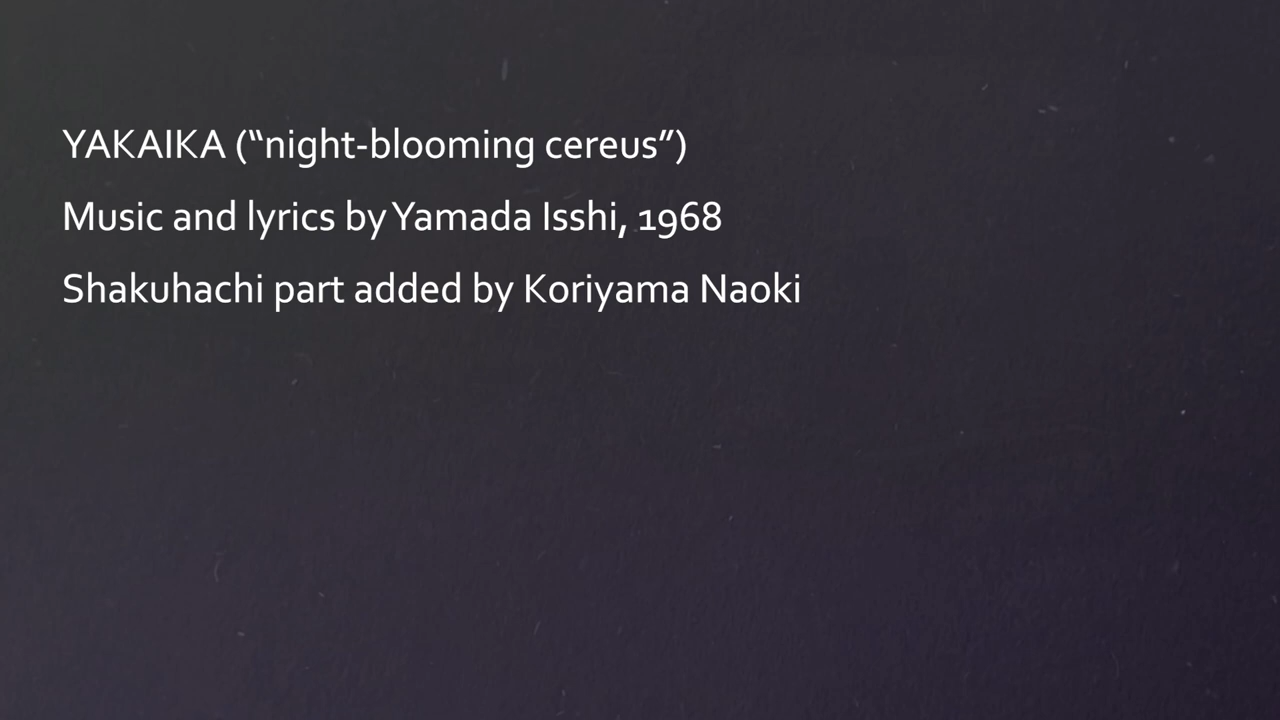 YAKAIKA (“night-blooming cereus”)
Music and lyrics by Yamada Isshi, 1968
Shakuhachi part added by Koriyama Naoki